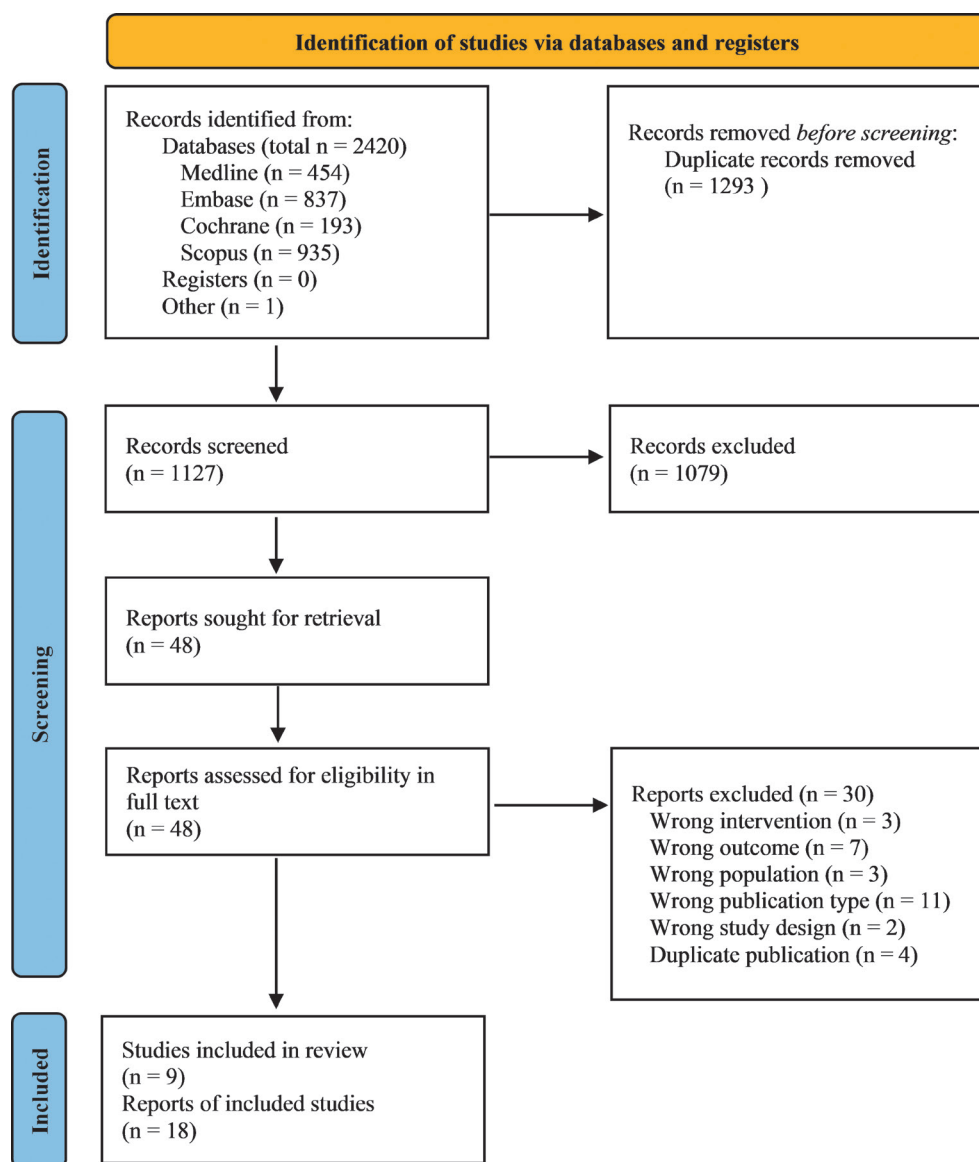 Identification of studies via databases and registers
Identification
Records identified from:
Databases (total n = 2420)
Medline (n = 454)
Embase (n = 837)
Cochrane (n = 193)
Scopus (n = 935)
Registers (n = 0)
Other (n = 1)
Records removed before screening:
Duplicate records removed
(n = 1293 )
Screening
Records screened
(n = 1127)
Records excluded
(n = 1079)
Reports sought for retrieval
(n = 48)
Reports assessed for eligibility in
full text
(n = 48)
Reports excluded (n = 30)
Wrong intervention (n = 3)
Wrong outcome (n = 7)
Wrong population (n = 3)
Wrong publication type (n = 11)
Wrong study design (n = 2)
Duplicate publication (n = 4)
Included
Studies included in review
(n = 9)
Reports of included studies
(n = 18)